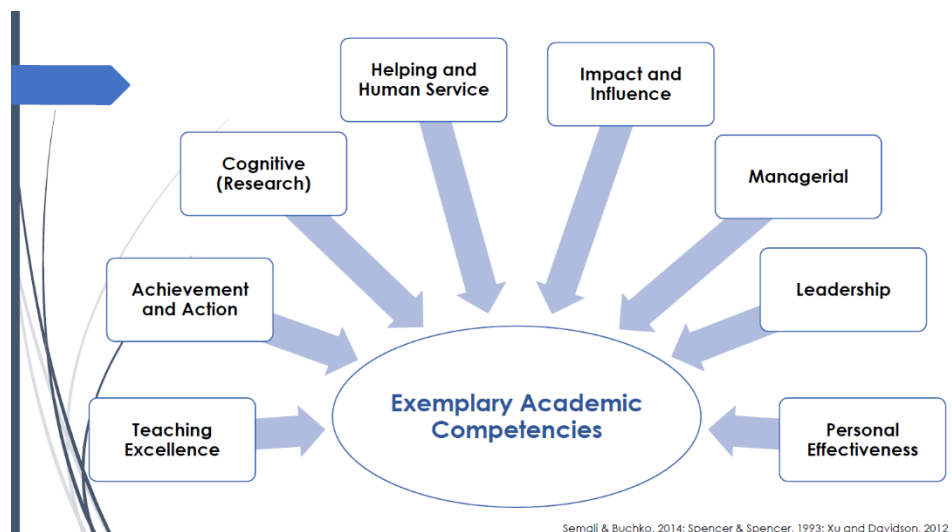 Helping and
Human Service
Impact and
Influence
Cognitive
(Research)
Managerial
Achievement
and Action
Leadership
Teaching
Excellence
Exemplary Academic
Competencies
Personal
Effectiveness
Semali & Buchko, 2014; Spencer & Spencer, 1993; Xu and Davidson, 2012